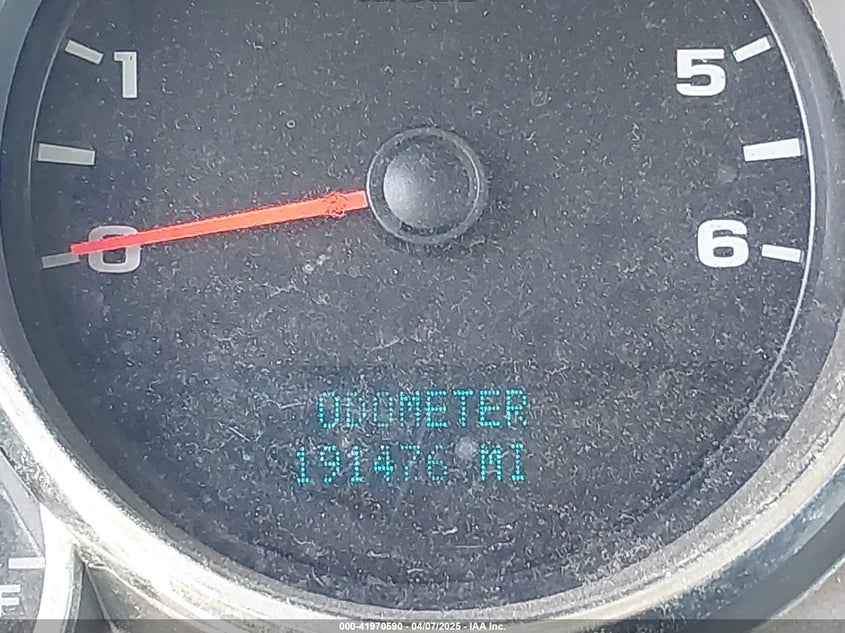 1 5
0 6
ODOMETER
191476 MI
F
000-41970590 - 04/07/2025 - IAA Inc.